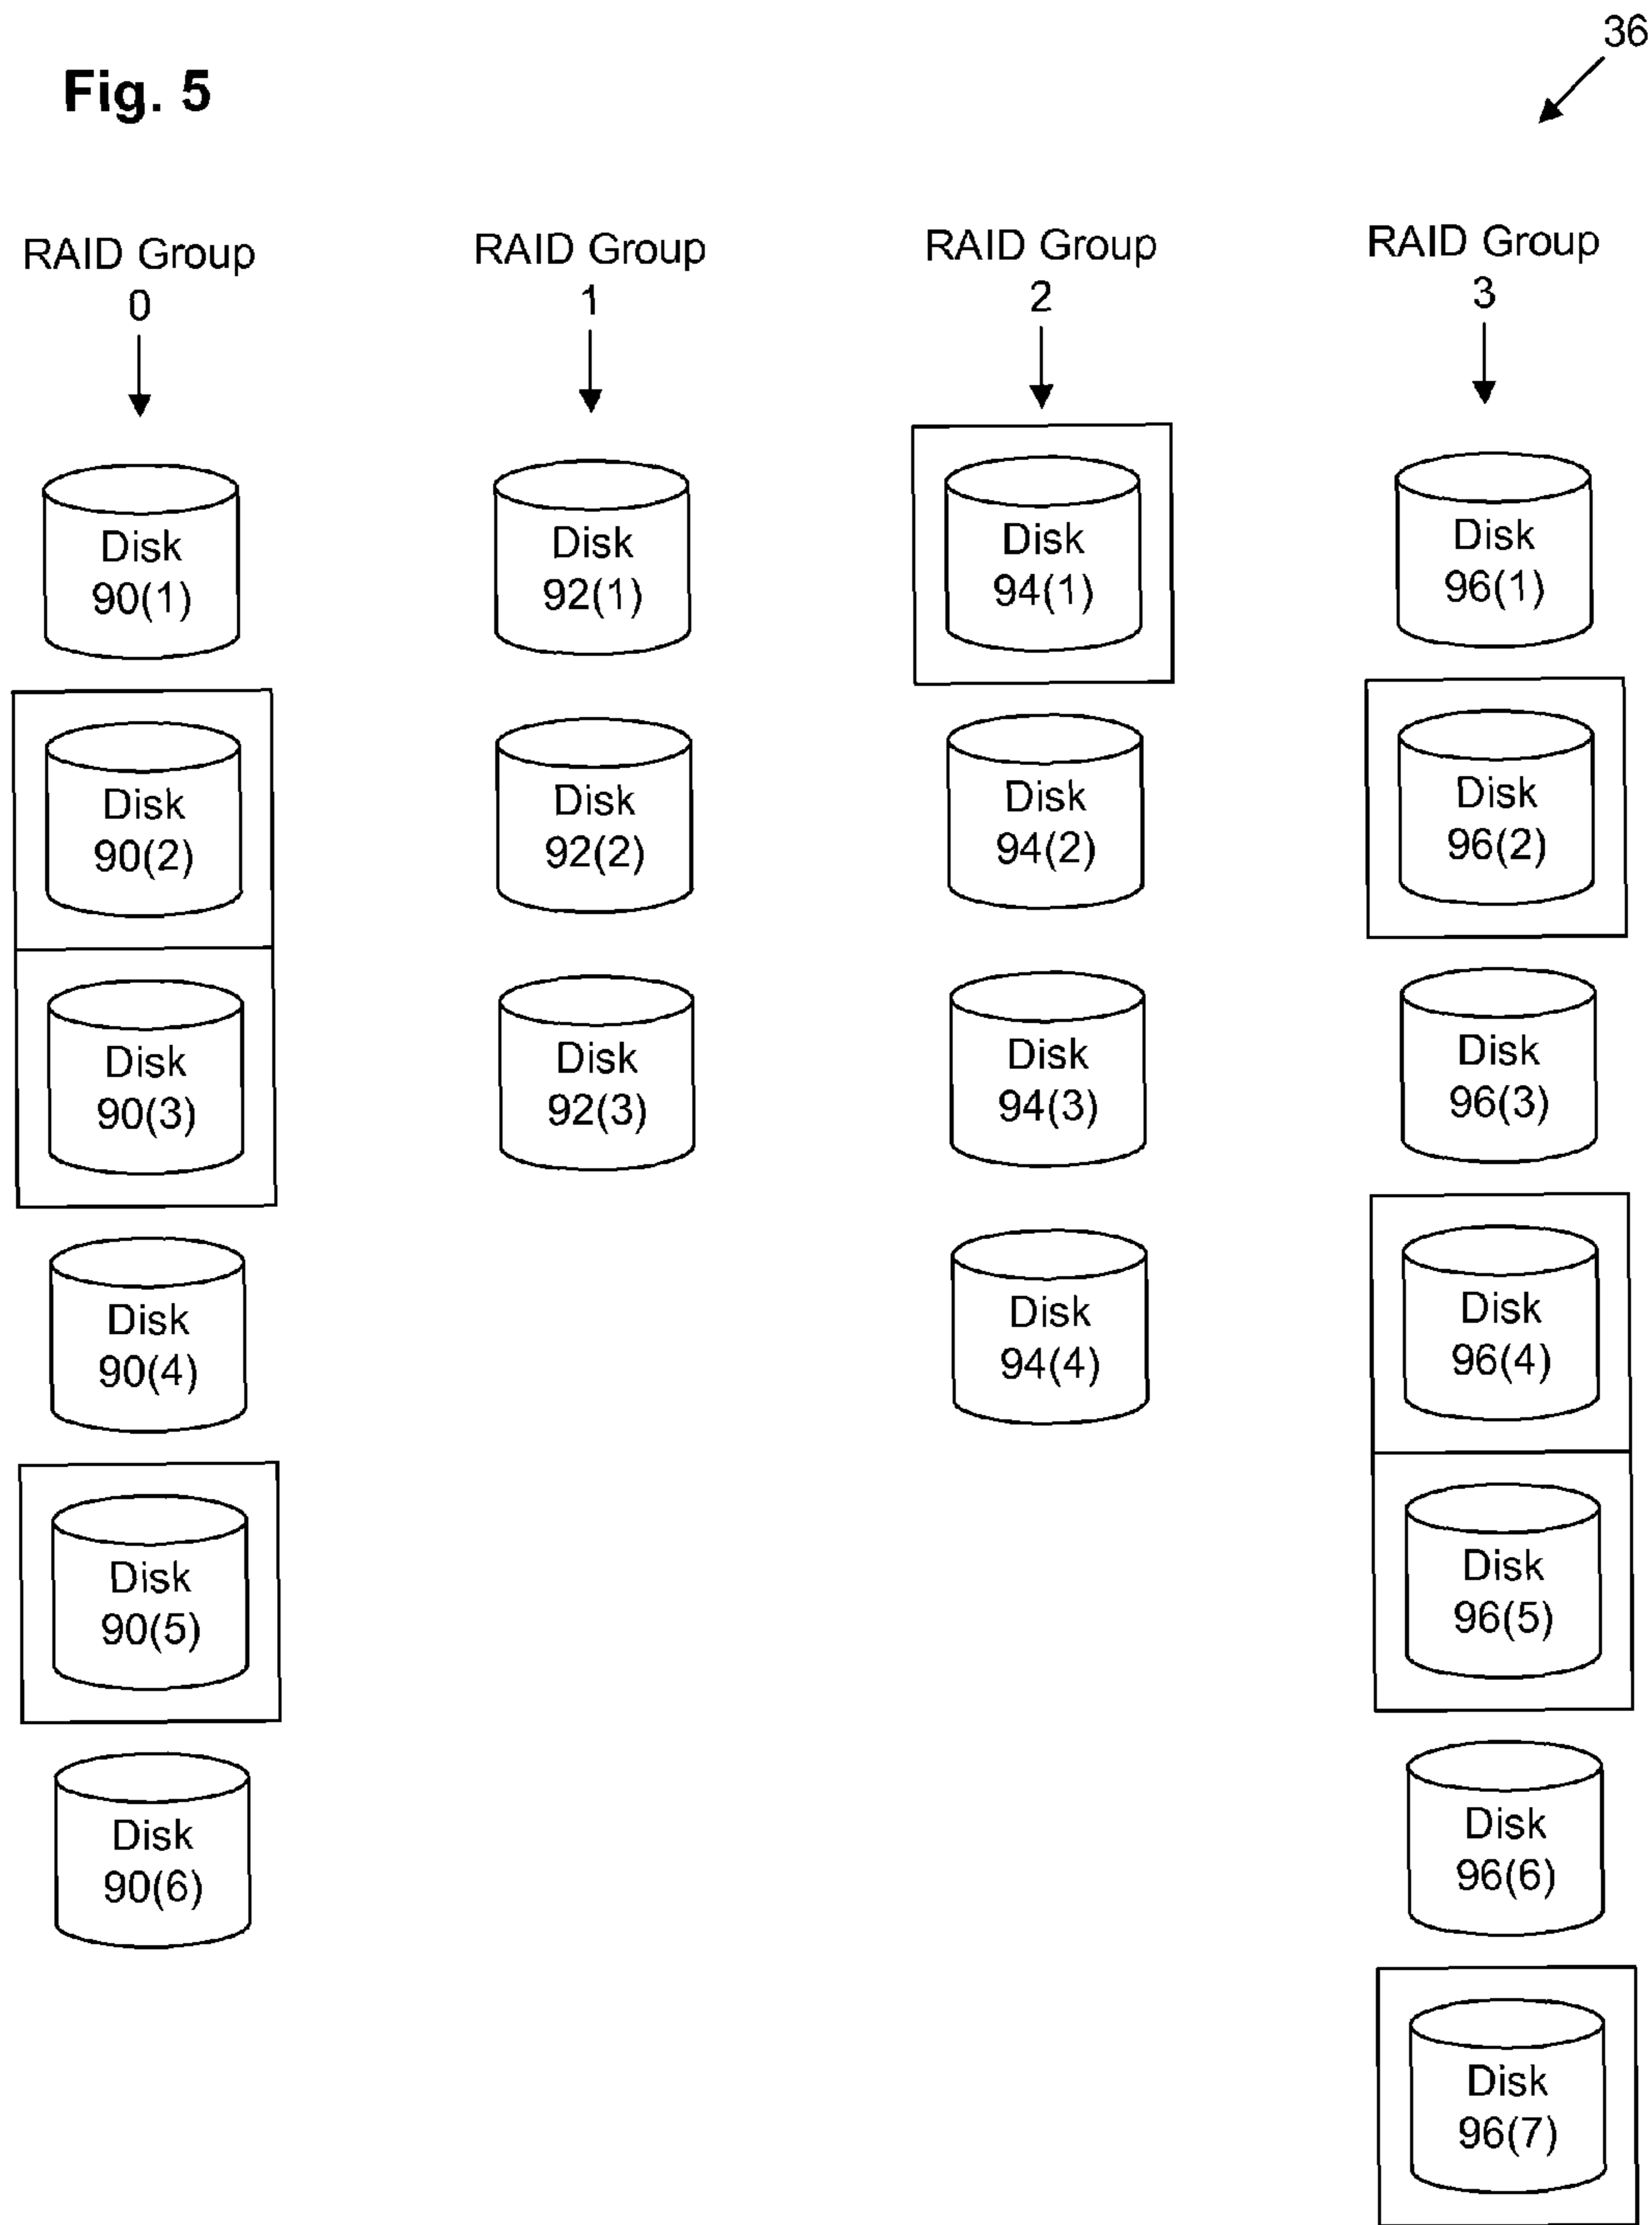 36
Fig. 5
RAID Group
0
RAID Group
1
RAID Group
2
RAID Group
3
Disk
90(1)
Disk
92(1)
Disk
94(1)
Disk
96(1)
Disk
90(2)
Disk
92(2)
Disk
94(2)
Disk
96(2)
Disk
90(3)
Disk
92(3)
Disk
94(3)
Disk
96(3)
Disk
90(4)
Disk
94(4)
Disk
96(4)
Disk
90(5)
Disk
96(5)
Disk
90(6)
Disk
96(6)
Disk
96(7)